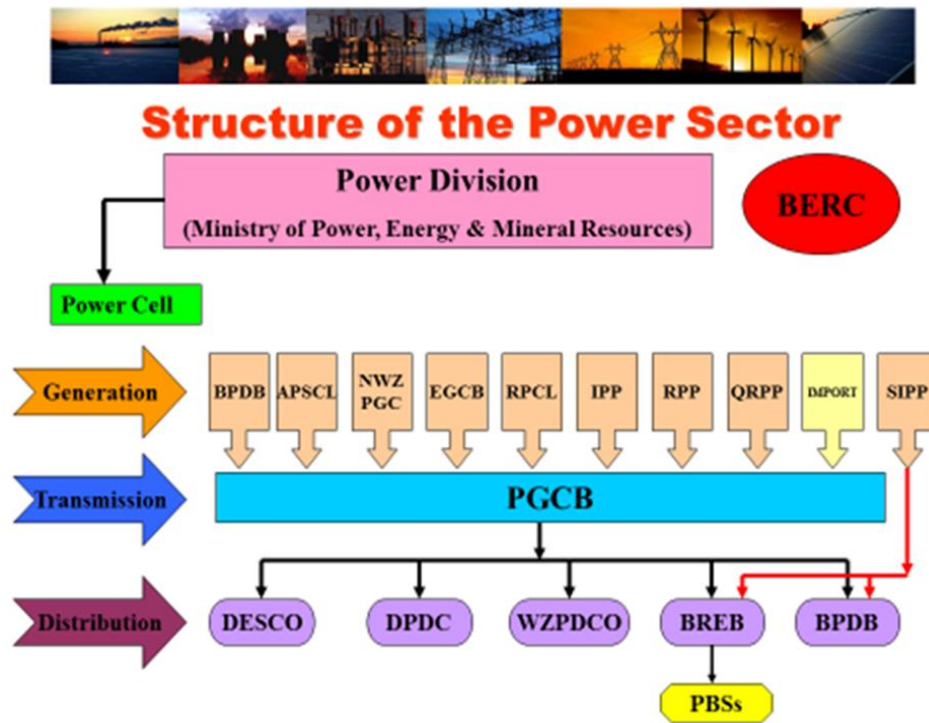 Structure of the Power Sector
Power Division
(Ministry of Power, Energy & Mineral Resources)
BERC
Power Cell
Generation
BPDB
APSCL
NWZ
PGC
EGCB
RPCL
IPP
RPP
QRPP
IMPORT
SIPP
Transmission
PGCB
Distribution
DESCO
DPDC
WZPDCO
BREB
BPDB
PBSs